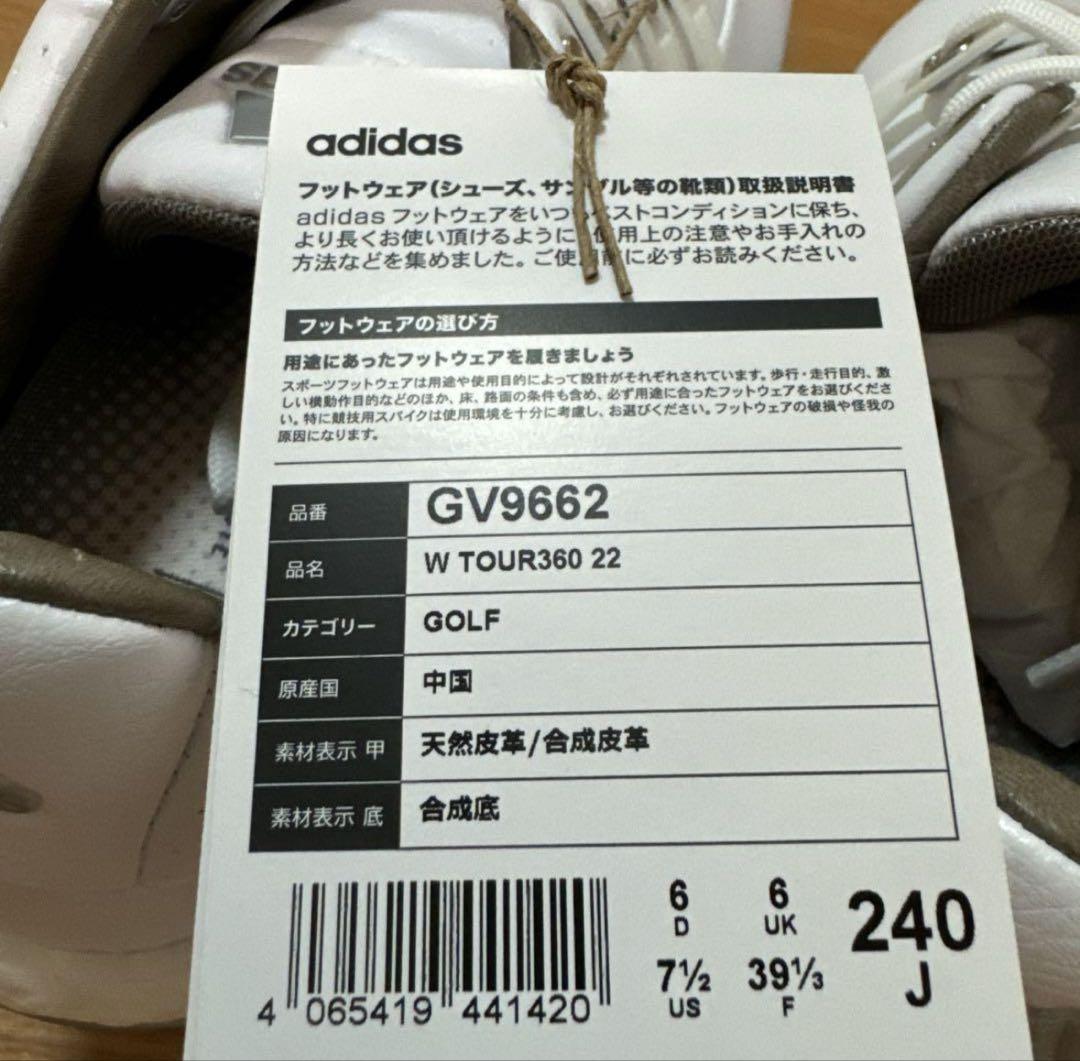 adidas
フットウェア(シューズ、サンダル等の靴類)取扱説明書
adidas フットウェアをいつもベストコンディションに保ち、
より長くお使い頂けるように 使用上の注意やお手入れの
方法などを集めました。ご使用前に必ずお読みください。
フットウェアの選び方
用途にあったフットウェアを履きましょう
スポーツフットウェアは用途や使用目的によって設計がそれぞれされています。歩行・走行目的、激
しい横動作目的などのほか、床、路面の条件も含め、必ず用途に合ったフットウェアをお選びくださ
い。特に競技用スパイクは使用環境を十分に考慮し、お選びください。フットウェアの破損や怪我の
原因になります。
品番 GV9662
品名 W TOUR360 22
カテゴリー GOLF
原産国 中国
素材表示 甲 天然皮革/合成皮革
素材表示 底 合成底
6 6 240
D UK J
7½ 39⅓
US F
4 065419 441420